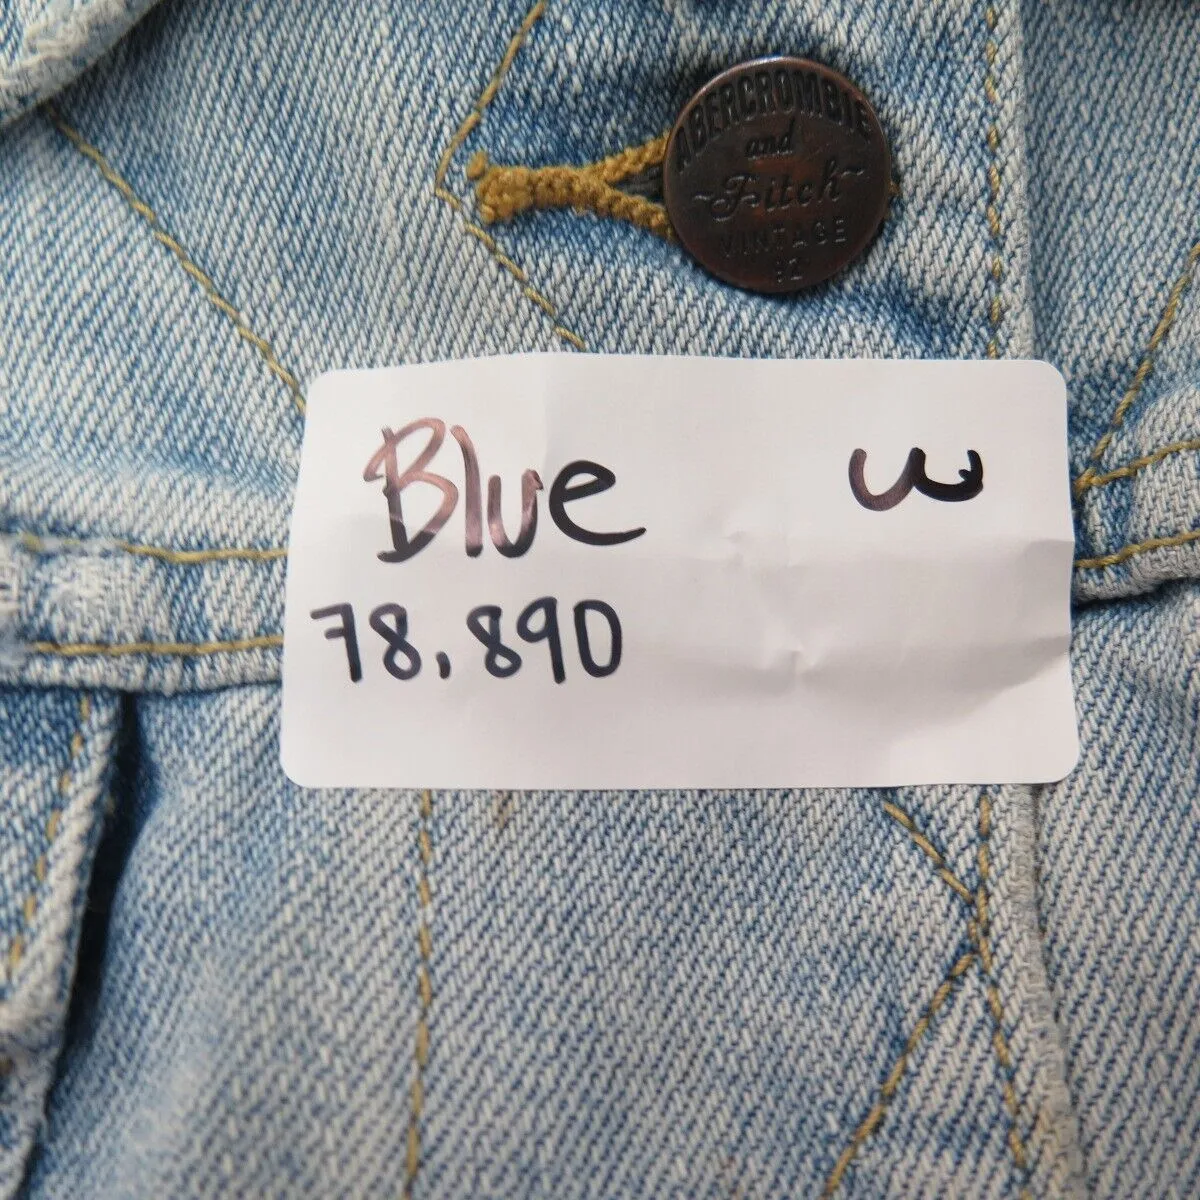 ABERCROMBIE
and
~Fitch~
VINTAGE
92
Blue w
78,890